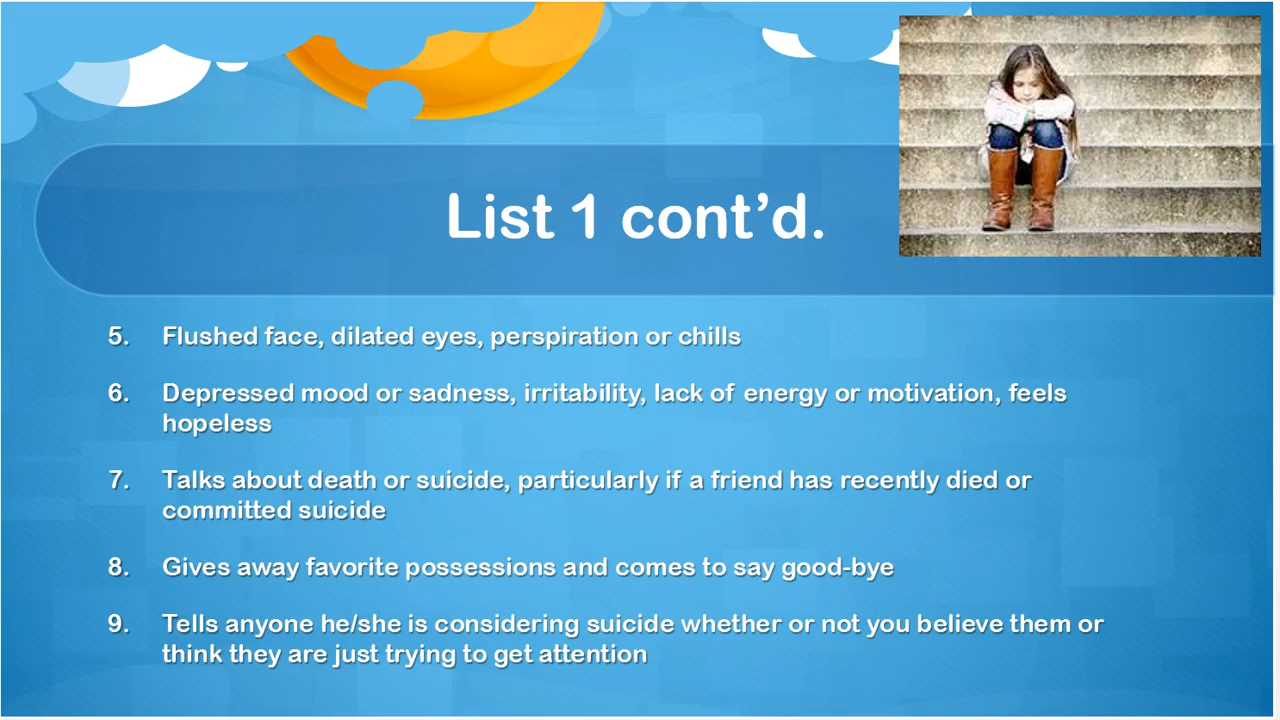 List 1 cont’d.
5. Flushed face, dilated eyes, perspiration or chills
6. Depressed mood or sadness, irritability, lack of energy or motivation, feels
hopeless
7. Talks about death or suicide, particularly if a friend has recently died or
committed suicide
8. Gives away favorite possessions and comes to say good-bye
9. Tells anyone he/she is considering suicide whether or not you believe them or
think they are just trying to get attention